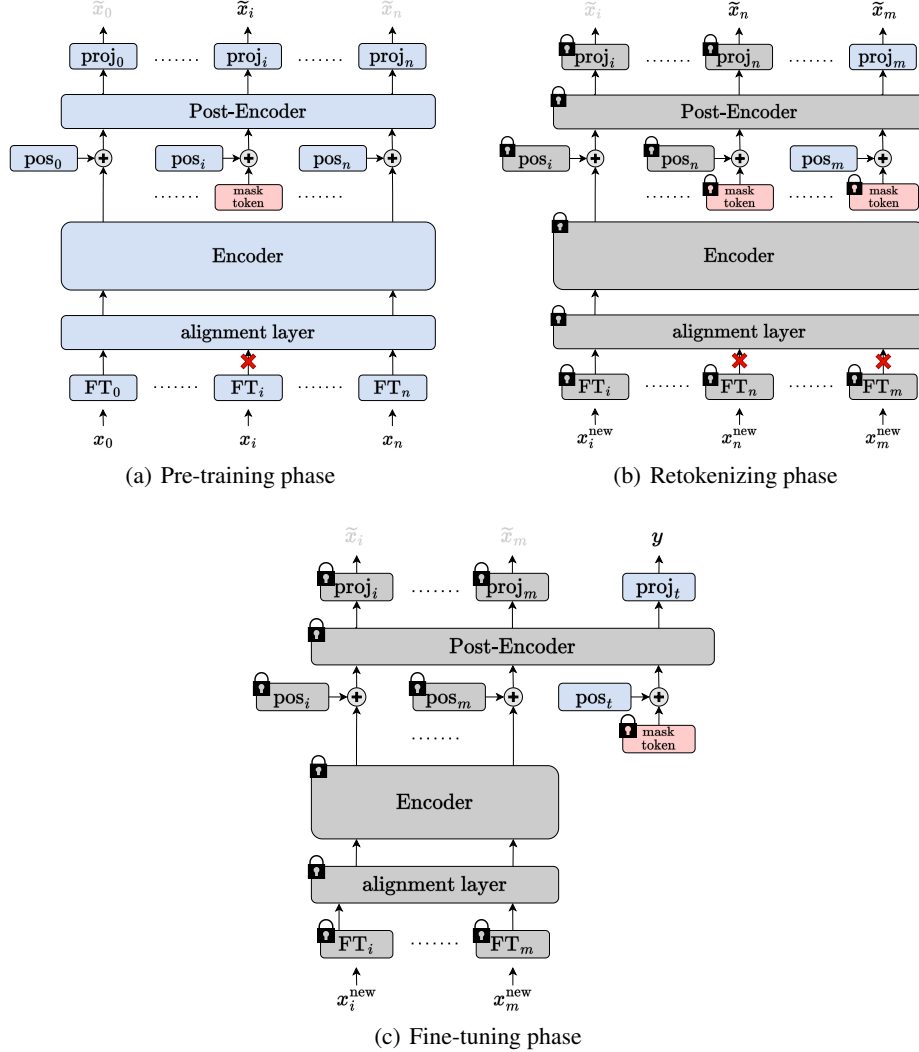 x̃₀ x̃ᵢ x̃ₙ
proj₀ ........ projᵢ ....... projₙ
Post-Encoder
pos₀ + posᵢ + posₙ +
....... mask token .......
Encoder
alignment layer
FT₀ ....... FTᵢ ....... FTₙ
x₀ xᵢ xₙ
(a) Pre-training phase
x̃ᵢ x̃ₙ x̃ₘ
projᵢ ........ projₙ ....... projₘ
Post-Encoder
posᵢ + posₙ + posₘ +
....... mask token ....... mask token
Encoder
alignment layer
FTᵢ ....... FTₙ ....... FTₘ
xᵢⁿᵉʷ xₙⁿᵉʷ xₘⁿᵉʷ
(b) Retokenizing phase
x̃ᵢ x̃ₘ y
projᵢ ....... projₘ projₜ
Post-Encoder
posᵢ + posₘ + posₜ +
....... mask token
Encoder
alignment layer
FTᵢ ....... FTₘ
xᵢⁿᵉʷ xₘⁿᵉʷ
(c) Fine-tuning phase